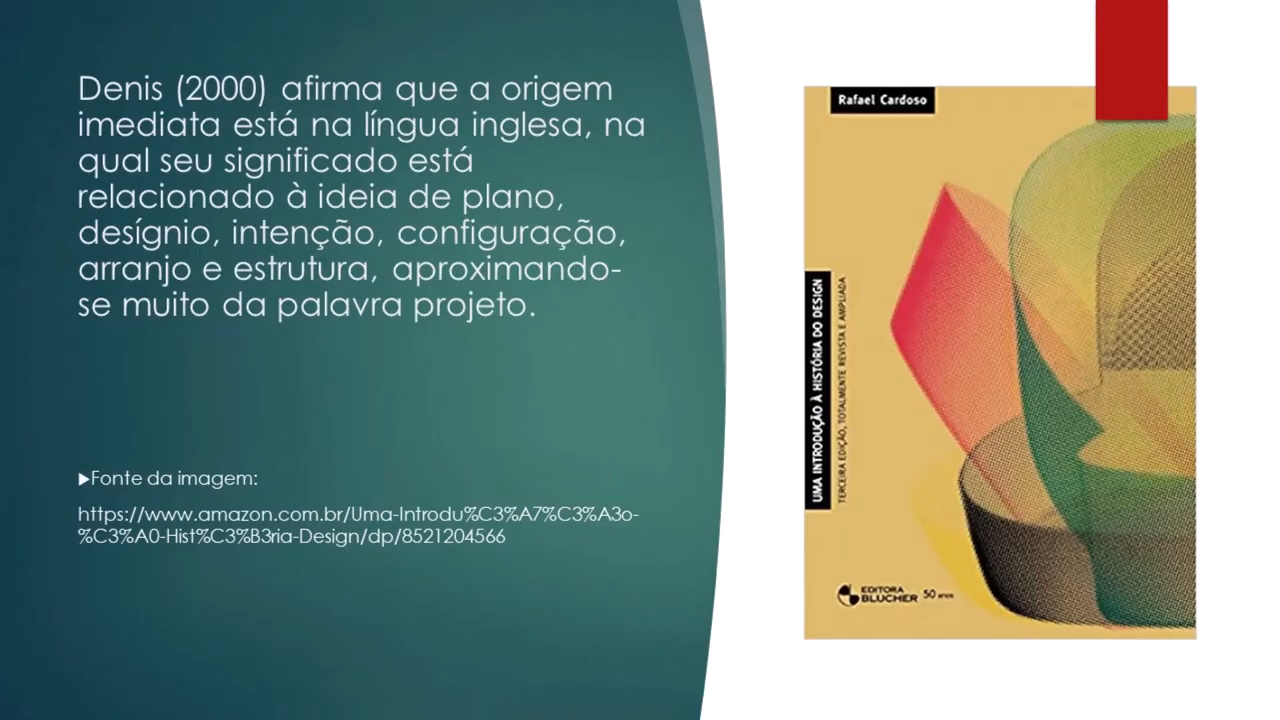 Denis (2000) afirma que a origem
imediata está na língua inglesa, na
qual seu significado está
relacionado à ideia de plano,
desígnio, intenção, configuração,
arranjo e estrutura, aproximando-
se muito da palavra projeto.
Fonte da imagem:
https://www.amazon.com.br/Uma-Introdu%C3%A7%C3%A3o-
%C3%A0-Hist%C3%B3ria-Design/dp/8521204566
Rafael Cardoso
UMA INTRODUÇÃO À HISTÓRIA DO DESIGN
TERCEIRA EDIÇÃO, TOTALMENTE REVISTA E AMPLIADA
EDITORA
BLUCHER 50 anos